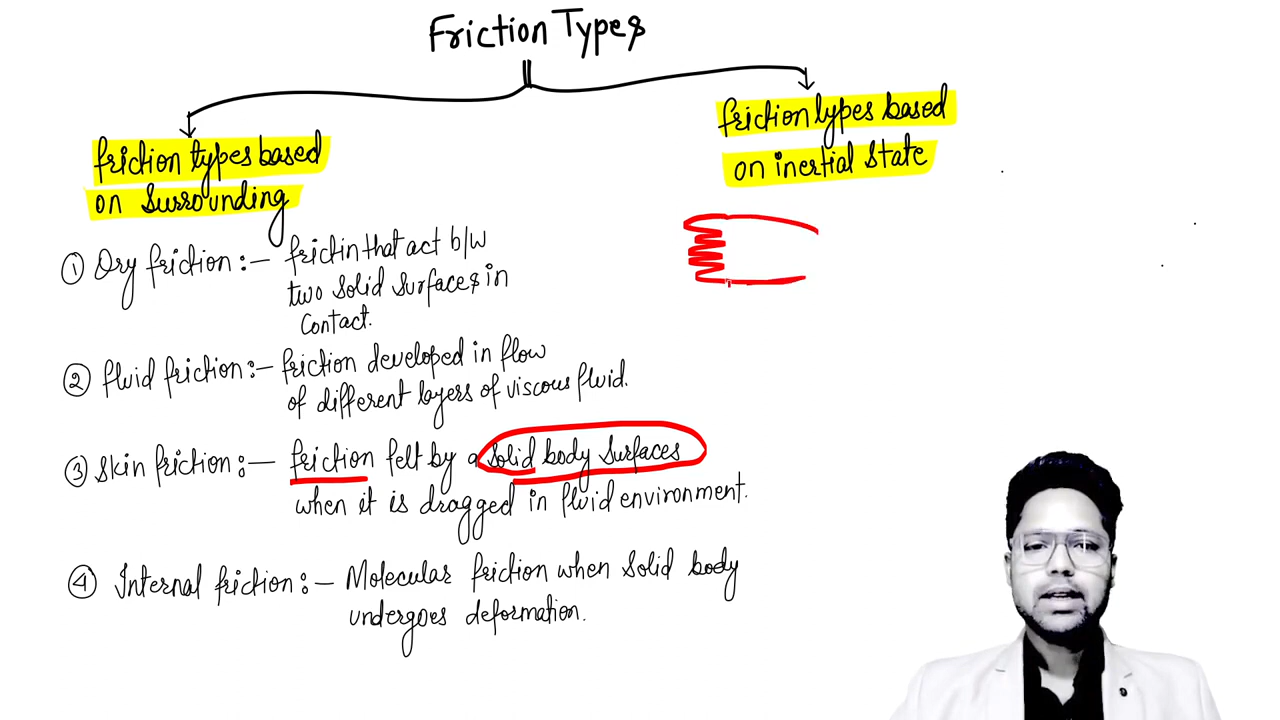 Friction Types
friction types based
on Surrounding
friction types based
on inertial state
① Dry friction :- frictin that act b/w
two solid surfaces in
Contact.
② fluid friction :- friction developed in flow
of different layers of viscous fluid.
③ Skin friction :- friction felt by a solid body surfaces
when it is dragged in fluid environment.
④ Internal friction :- Molecular friction when solid body
undergoes deformation.